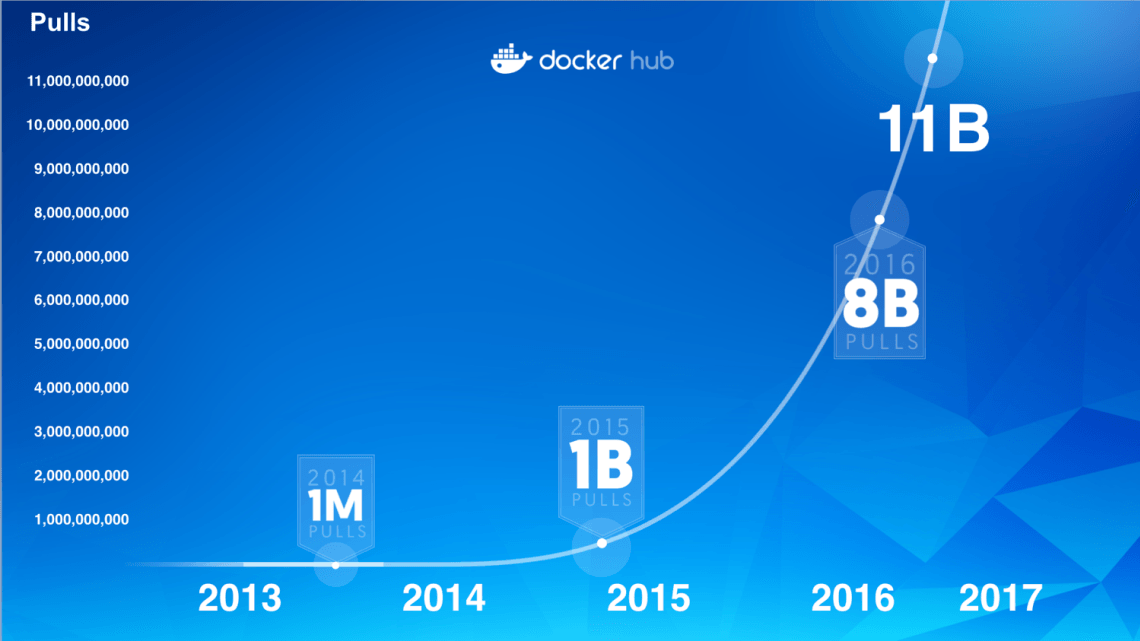 Pulls
docker hub
11,000,000,000
10,000,000,000
9,000,000,000
8,000,000,000
7,000,000,000
6,000,000,000
5,000,000,000
4,000,000,000
3,000,000,000
2,000,000,000
1,000,000,000
11B
2016
8B
PULLS
2015
1B
PULLS
2014
1M
PULLS
2013
2014
2015
2016
2017